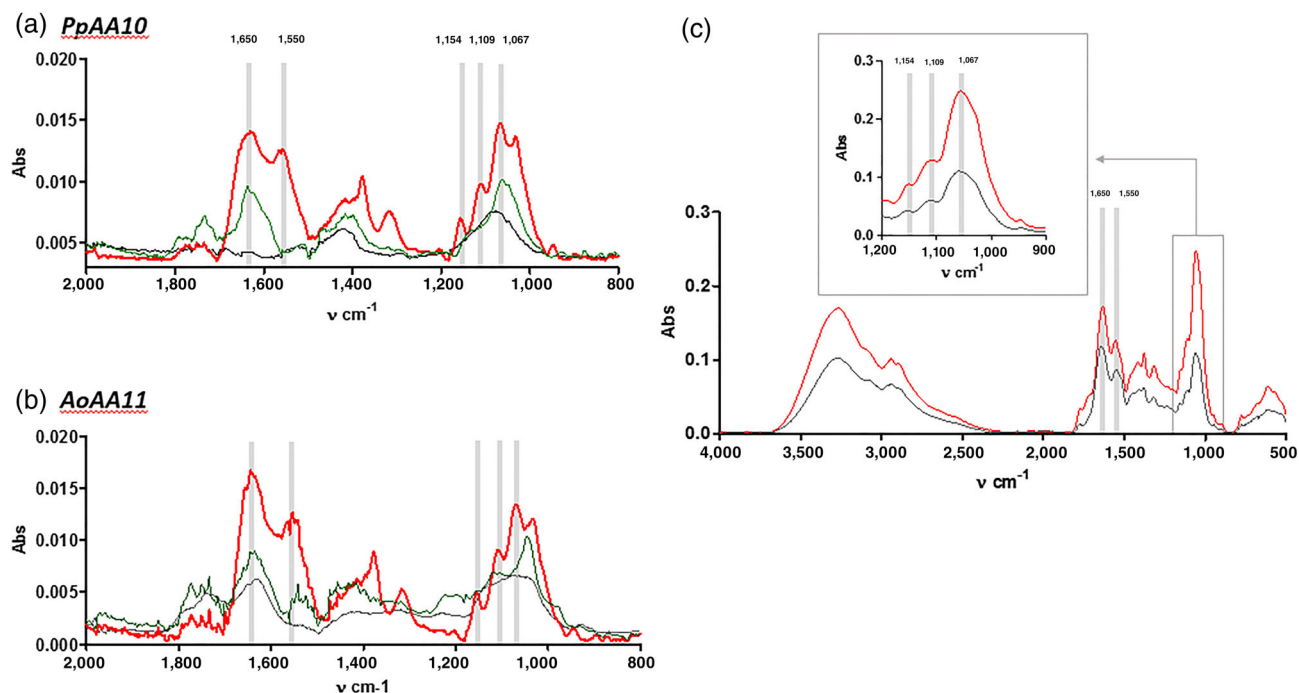 (a) PpAA10
1,650 1,550 1,154 1,109 1,067
0.020
0.015
0.010
0.005
Abs
2,000 1,800 1,600 1,400 1,200 1,000 800
ν cm-1
(b) AoAA11
0.020
0.015
0.010
0.005
0.000
Abs
2,000 1,800 1,600 1,400 1,200 1,000 800
ν cm-1
(c)
1,154 1,109 1,067
0.3
0.2
0.1
0.0
Abs
1,200 1,100 1,000 900
ν cm-1
1,650 1,550
0.3
0.2
0.1
0.0
Abs
4,000 3,500 3,000 2,500 2,000 1,500 1,000 500
ν cm-1